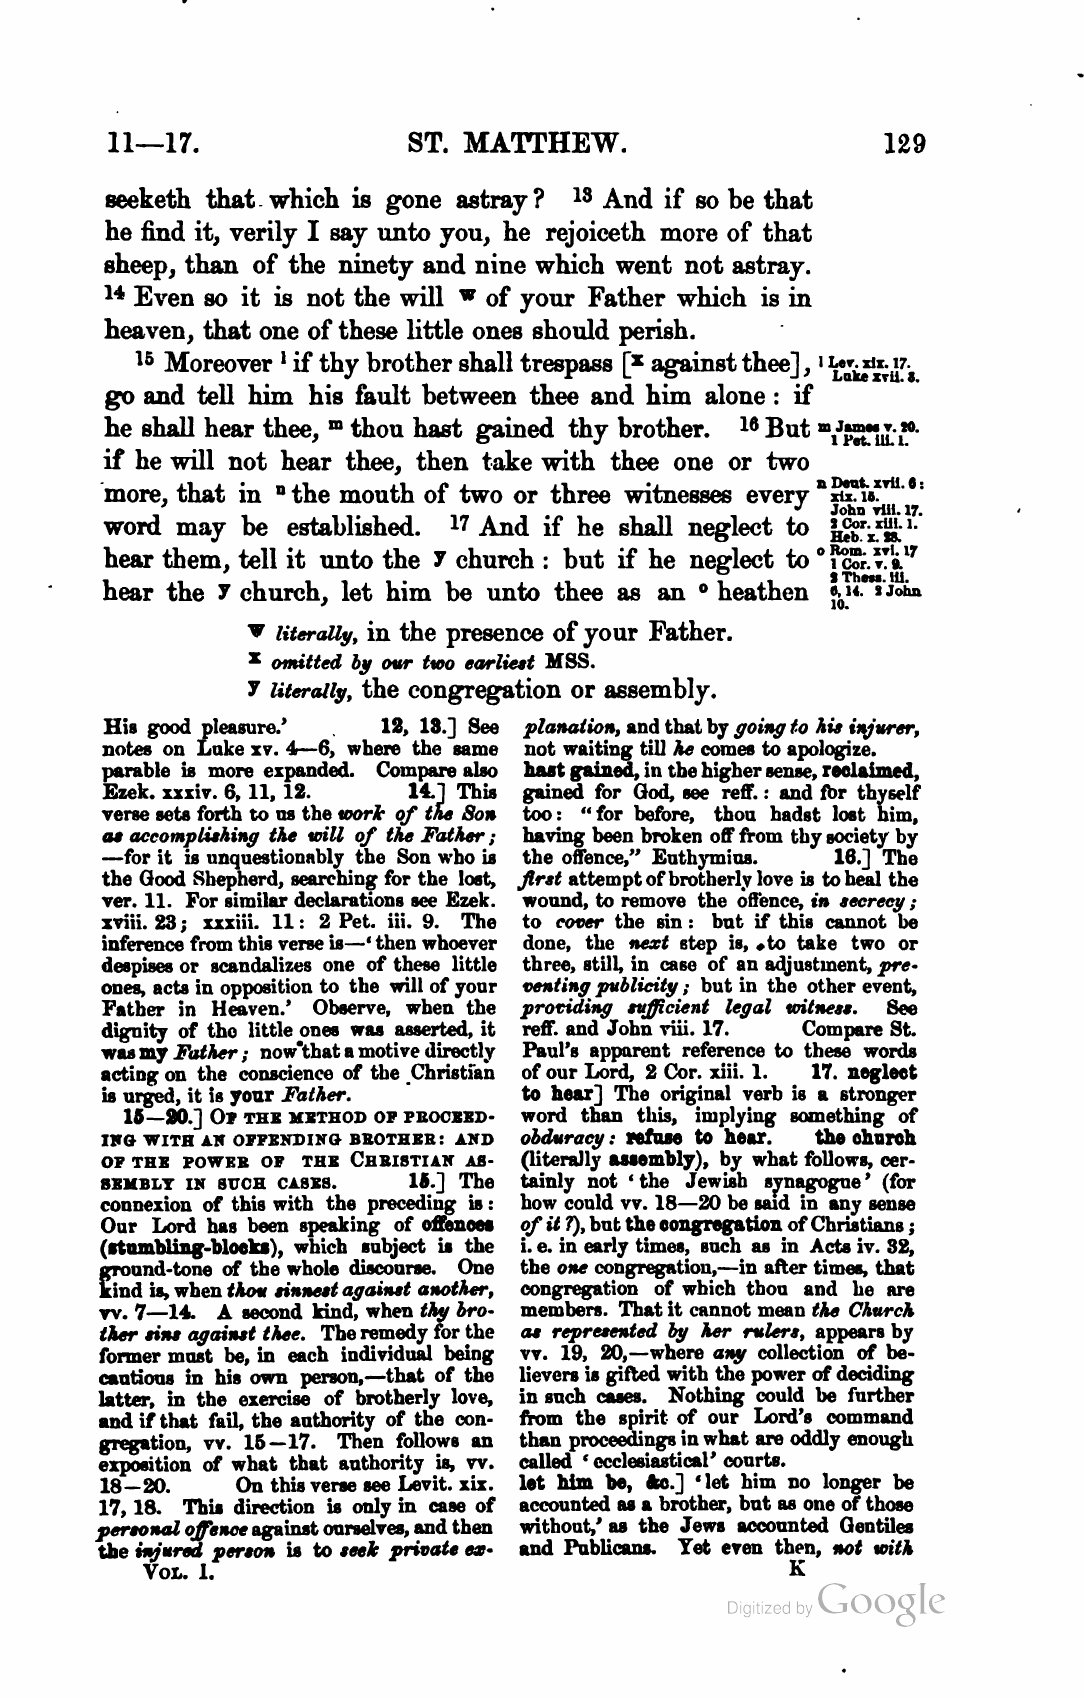 11—17. ST. MATTHEW. 129
seeketh that which is gone astray? 13 And if so be that
he find it, verily I say unto you, he rejoiceth more of that
sheep, than of the ninety and nine which went not astray.
14 Even so it is not the will w of your Father which is in
heaven, that one of these little ones should perish.
15 Moreover l if thy brother shall trespass [x against thee],
go and tell him his fault between thee and him alone : if
he shall hear thee, m thou hast gained thy brother. 16 But
if he will not hear thee, then take with thee one or two
more, that in n the mouth of two or three witnesses every
word may be established. 17 And if he shall neglect to
hear them, tell it unto the y church : but if he neglect to
hear the y church, let him be unto thee as an o heathen
l Lev. xix. 17.
Luke xvii. 3.
m James v. 20.
1 Pet. iii. 1.
n Deut. xvii. 6:
xix. 15.
John viii. 17.
2 Cor. xiii. 1.
Heb. x. 28.
o Rom. xvi. 17
1 Cor. v. 9.
2 Thess. iii.
6, 14. 2 John
10.
w literally, in the presence of your Father.
x omitted by our two earliest MSS.
y literally, the congregation or assembly.
His good pleasure.’ 12, 13.] See
notes on Luke xv. 4—6, where the same
parable is more expanded. Compare also
Ezek. xxxiv. 6, 11, 12. 14.] This
verse sets forth to us the work of the Son
as accomplishing the will of the Father;
—for it is unquestionably the Son who is
the Good Shepherd, searching for the lost,
ver. 11. For similar declarations see Ezek.
xviii. 23; xxxiii. 11: 2 Pet. iii. 9. The
inference from this verse is—‘then whoever
despises or scandalizes one of these little
ones, acts in opposition to the will of your
Father in Heaven.’ Observe, when the
dignity of the little ones was asserted, it
was my Father; now that a motive directly
acting on the conscience of the Christian
is urged, it is your Father.
15—20.] OF THE METHOD OF PROCEED-
ING WITH AN OFFENDING BROTHER: AND
OF THE POWER OF THE CHRISTIAN AS-
SEMBLY IN SUCH CASES. 15.] The
connexion of this with the preceding is:
Our Lord has been speaking of offences
(stumbling-blocks), which subject is the
ground-tone of the whole discourse. One
kind is, when thou sinnest against another,
vv. 7—14. A second kind, when thy bro-
ther sins against thee. The remedy for the
former must be, in each individual being
cautious in his own person,—that of the
latter, in the exercise of brotherly love,
and if that fail, the authority of the con-
gregation, vv. 15—17. Then follows an
exposition of what that authority is, vv.
18—20. On this verse see Levit. xix.
17, 18. This direction is only in case of
personal offence against ourselves, and then
the injured person is to seek private ex-
VOL. I.
planation, and that by going to his injurer,
not waiting till he comes to apologize.
hast gained, in the higher sense, reclaimed,
gained for God, see reff.: and for thyself
too: “for before, thou hadst lost him,
having been broken off from thy society by
the offence,” Euthymius. 16.] The
first attempt of brotherly love is to heal the
wound, to remove the offence, in secrecy;
to cover the sin: but if this cannot be
done, the next step is, to take two or
three, still, in case of an adjustment, pre-
venting publicity; but in the other event,
providing sufficient legal witness. See
reff. and John viii. 17. Compare St.
Paul’s apparent reference to these words
of our Lord, 2 Cor. xiii. 1. 17. neglect
to hear] The original verb is a stronger
word than this, implying something of
obduracy: refuse to hear. the church
(literally assembly), by what follows, cer-
tainly not ‘the Jewish synagogue’ (for
how could vv. 18—20 be said in any sense
of it?), but the congregation of Christians;
i. e. in early times, such as in Acts iv. 32,
the one congregation,—in after times, that
congregation of which thou and he are
members. That it cannot mean the Church
as represented by her rulers, appears by
vv. 19, 20,—where any collection of be-
lievers is gifted with the power of deciding
in such cases. Nothing could be further
from the spirit of our Lord’s command
than proceedings in what are oddly enough
called ‘ecclesiastical’ courts.
let him be, &c.] ‘let him no longer be
accounted as a brother, but as one of those
without,’ as the Jews accounted Gentiles
and Publicans. Yet even then, not with
K
Digitized by Google